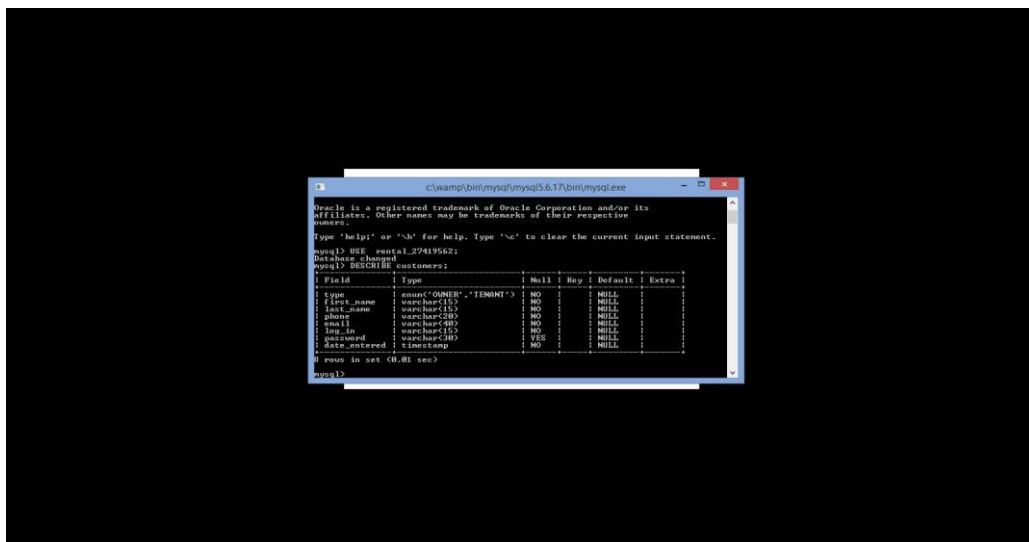 c:\wamp\bin\mysql\mysql5.6.17\bin\mysql.exe
Oracle is a registered trademark of Oracle Corporation and/or its
affiliates. Other names may be trademarks of their respective
owners.
Type 'help;' or '\h' for help. Type '\c' to clear the current input statement.
mysql> USE rental_27419562;
Database changed
mysql> DESCRIBE customers;
| Field | Type | Null | Key | Default | Extra |
| type | enum('OWNER','TENANT') | NO | | NULL | |
| first_name | varchar(15) | NO | | NULL | |
| last_name | varchar(15) | NO | | NULL | |
| phone | varchar(20) | NO | | NULL | |
| email | varchar(40) | NO | | NULL | |
| log_in | varchar(15) | NO | | NULL | |
| password | varchar(30) | YES | | NULL | |
| date_entered | timestamp | NO | | NULL | |
8 rows in set (0.01 sec)
mysql>